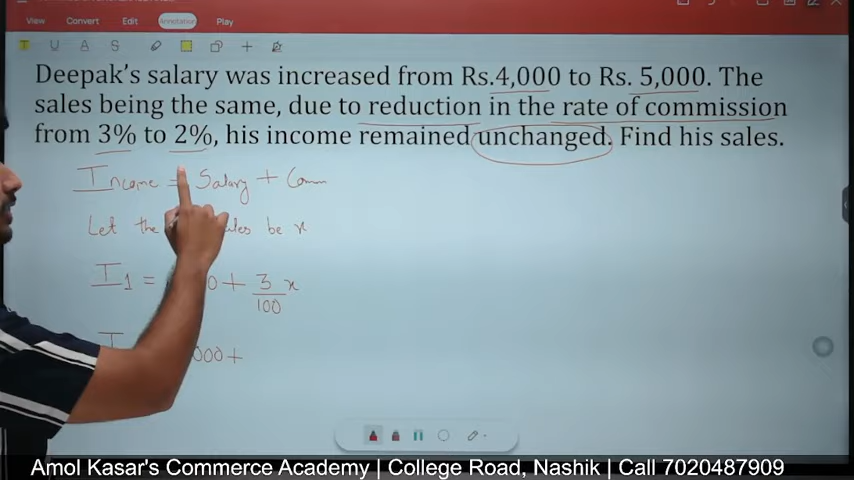 View Convert Edit Annotation Play
T U A S
Deepak's salary was increased from Rs.4,000 to Rs. 5,000. The
sales being the same, due to reduction in the rate of commission
from 3% to 2%, his income remained unchanged. Find his sales.
Income = Salary + Comm
Let the be x
I1 = + 3/100 x
000 +
Amol Kasar's Commerce Academy | College Road, Nashik | Call 7020487909